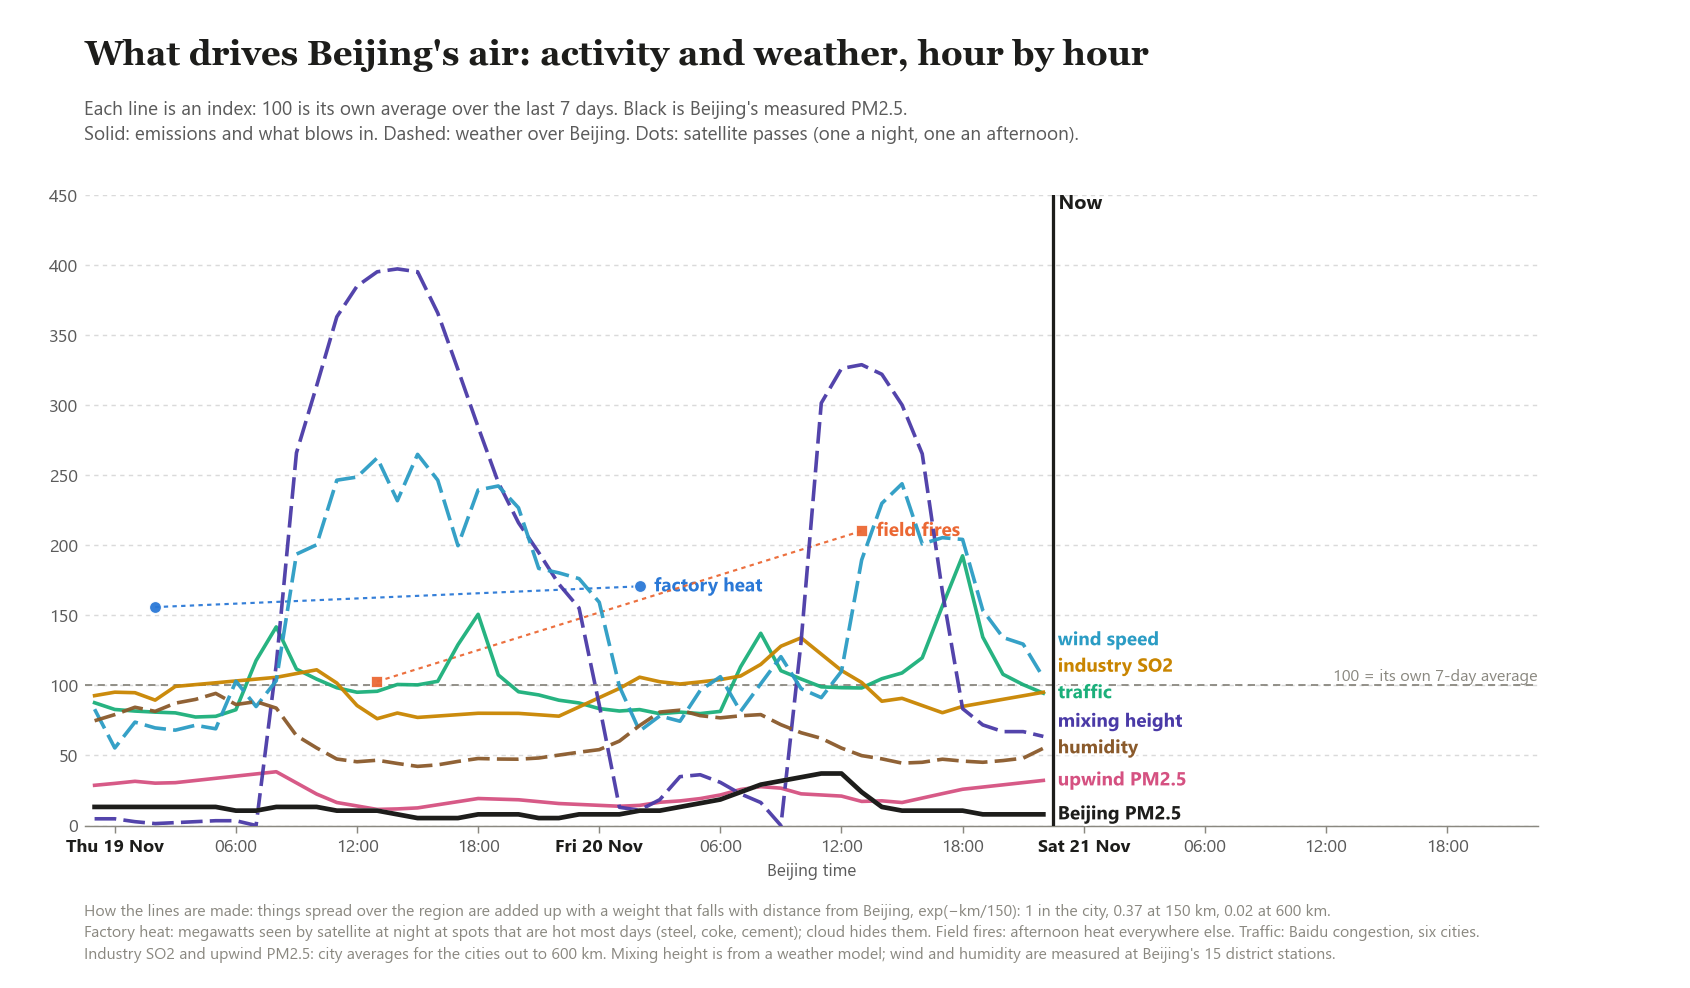 What drives Beijing's air: activity and weather, hour by hour
Each line is an index: 100 is its own average over the last 7 days. Black is Beijing's measured PM2.5.
Solid: emissions and what blows in. Dashed: weather over Beijing. Dots: satellite passes (one a night, one an afternoon).
450
Now
400
350
300
250
200
field fires
factory heat
150
wind speed
industry SO2
100 = its own 7-day average
100
traffic
mixing height
humidity
50
upwind PM2.5
Beijing PM2.5
0
Thu 19 Nov 06:00 12:00 18:00 Fri 20 Nov 06:00 12:00 18:00 Sat 21 Nov 06:00 12:00 18:00
Beijing time
How the lines are made: things spread over the region are added up with a weight that falls with distance from Beijing, exp(−km/150): 1 in the city, 0.37 at 150 km, 0.02 at 600 km.
Factory heat: megawatts seen by satellite at night at spots that are hot most days (steel, coke, cement); cloud hides them. Field fires: afternoon heat everywhere else. Traffic: Baidu congestion, six cities.
Industry SO2 and upwind PM2.5: city averages for the cities out to 600 km. Mixing height is from a weather model; wind and humidity are measured at Beijing's 15 district stations.